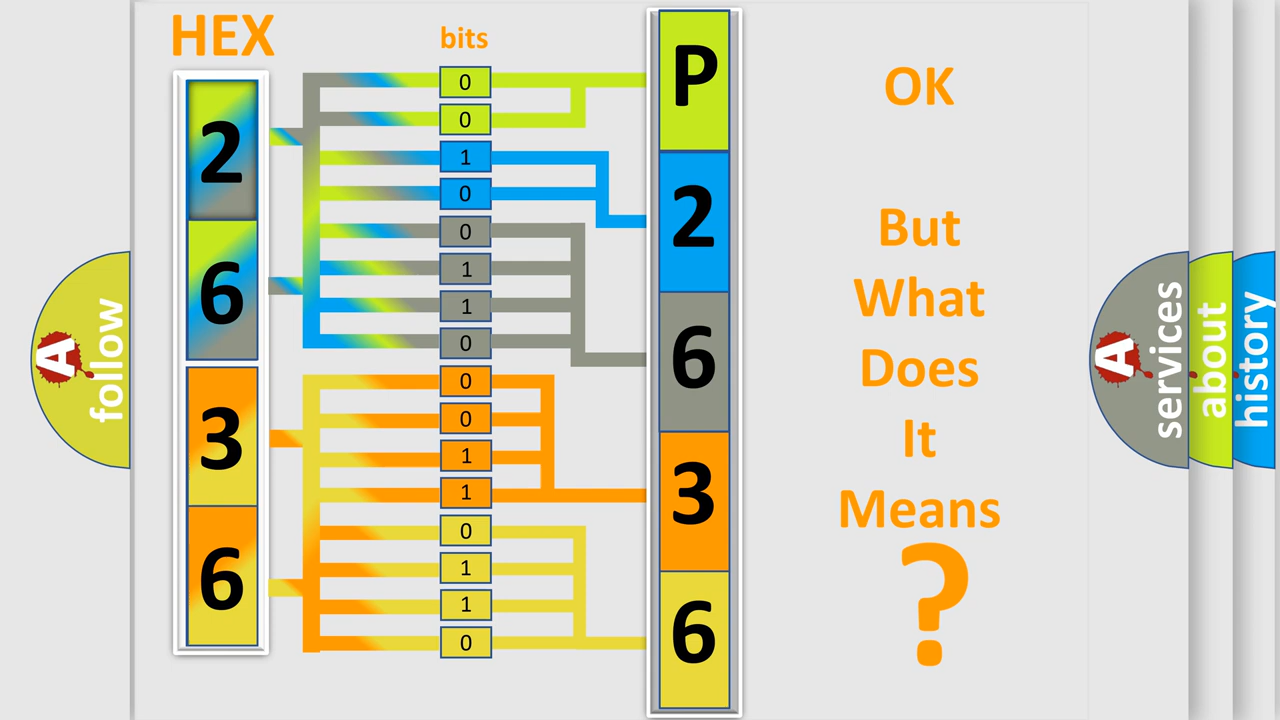 HEX
bits
2
6
3
6
0
0
1
0
0
1
1
0
0
0
1
1
0
1
1
0
P
2
6
3
6
OK
But
What
Does
It
Means
?
A
follow
A
services
about
history